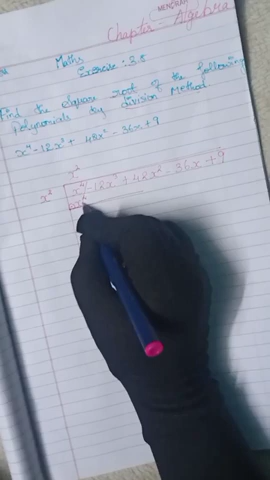 Chapter - Algebra
Maths
Exercise: 3.8
Find the square root of the following
Polynomials by division Method
x⁴ - 12x³ + 42x² - 36x + 9
x²
x² x⁴ - 12x³ + 42x² - 36x + 9